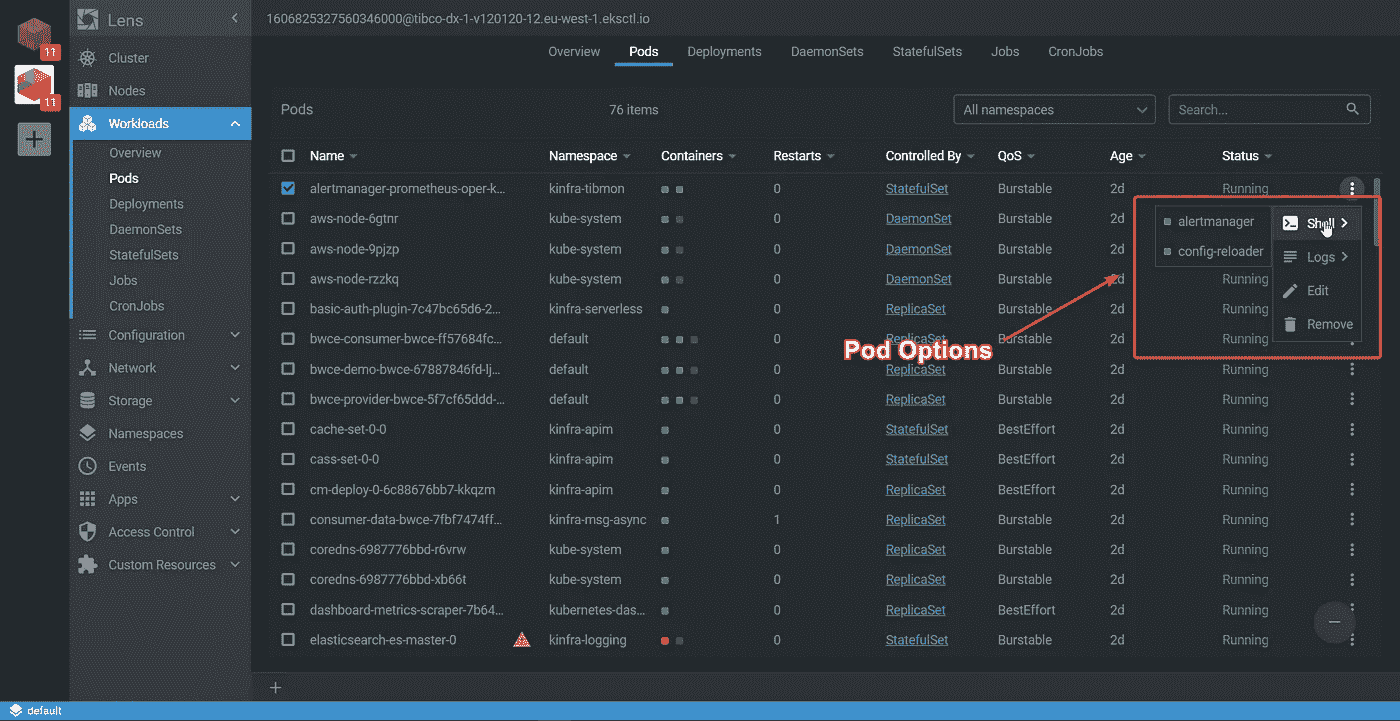 Lens
1606825327560346000@tibco-dx-1-v120120-12.eu-west-1.eksctl.io
11
11
Cluster
Nodes
Workloads
Overview
Pods
Deployments
DaemonSets
StatefulSets
Jobs
CronJobs
Configuration
Network
Storage
Namespaces
Events
Apps
Access Control
Custom Resources
Overview Pods Deployments DaemonSets StatefulSets Jobs CronJobs
Pods 76 items All namespaces Search...
Name Namespace Containers Restarts Controlled By QoS Age Status
alertmanager-prometheus-oper-k... kinfra-tibmon 0 StatefulSet Burstable 2d Running
aws-node-6gtnr kube-system 0 DaemonSet Burstable 2d
aws-node-9pjzp kube-system 0 DaemonSet Burstable 2d
aws-node-rzzkq kube-system 0 DaemonSet Burstable 2d Running
basic-auth-plugin-7c47bc65d6-2... kinfra-serverless 0 ReplicaSet Burstable 2d Running
bwce-consumer-bwce-ff57684fc... default 0 ReplicaSet Burstable 2d Running
bwce-demo-bwce-67887846fd-lj... default 0 ReplicaSet Burstable 2d Running
bwce-provider-bwce-5f7cf65ddd-... default 0 ReplicaSet Burstable 2d Running
cache-set-0-0 kinfra-apim 0 StatefulSet BestEffort 2d Running
cass-set-0-0 kinfra-apim 0 StatefulSet BestEffort 2d Running
cm-deploy-0-6c88676bb7-kkqzm kinfra-apim 0 ReplicaSet BestEffort 2d Running
consumer-data-bwce-7fbf7474ff... kinfra-msg-async 1 ReplicaSet Burstable 2d Running
coredns-6987776bbd-r6vrw kube-system 0 ReplicaSet Burstable 2d Running
coredns-6987776bbd-xb66t kube-system 0 ReplicaSet Burstable 2d Running
dashboard-metrics-scraper-7b64... kubernetes-das... 0 ReplicaSet BestEffort 2d Running
elasticsearch-es-master-0 kinfra-logging 0 StatefulSet Burstable 2d Running
alertmanager
config-reloader
Shell
Logs
Edit
Remove
Pod Options
default